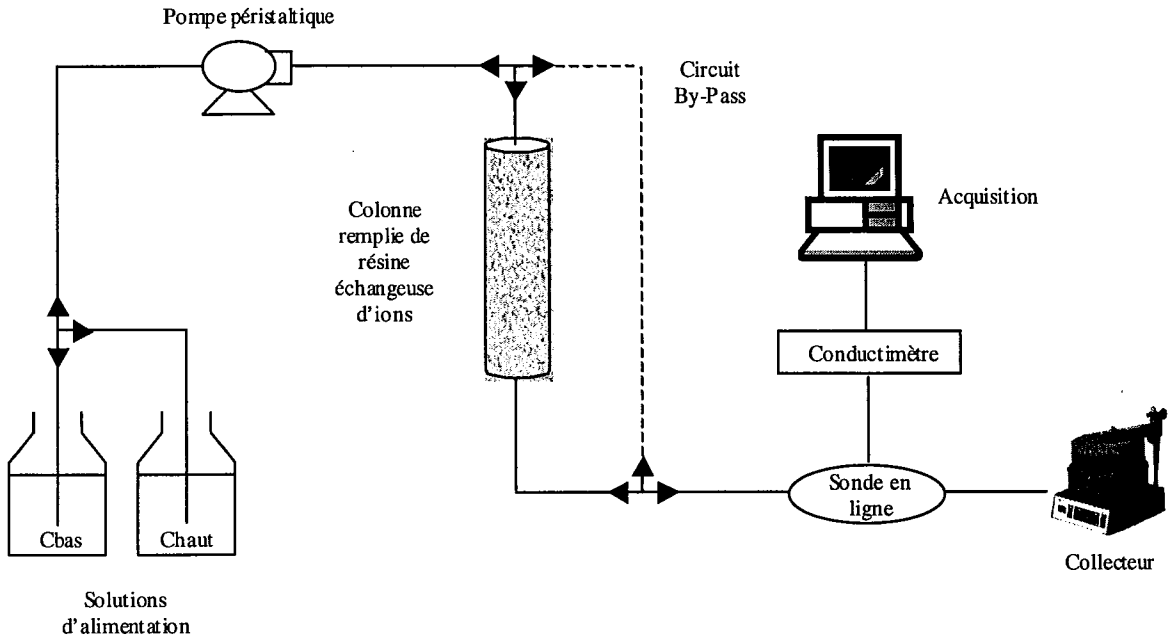 Pompe péristaltique
Circuit
By-Pass
Colonne
remplie de
résine
échangeuse
d'ions
Acquisition
Conductimètre
Sonde en
ligne
Collecteur
Cbas
Chaut
Solutions
d'alimentation